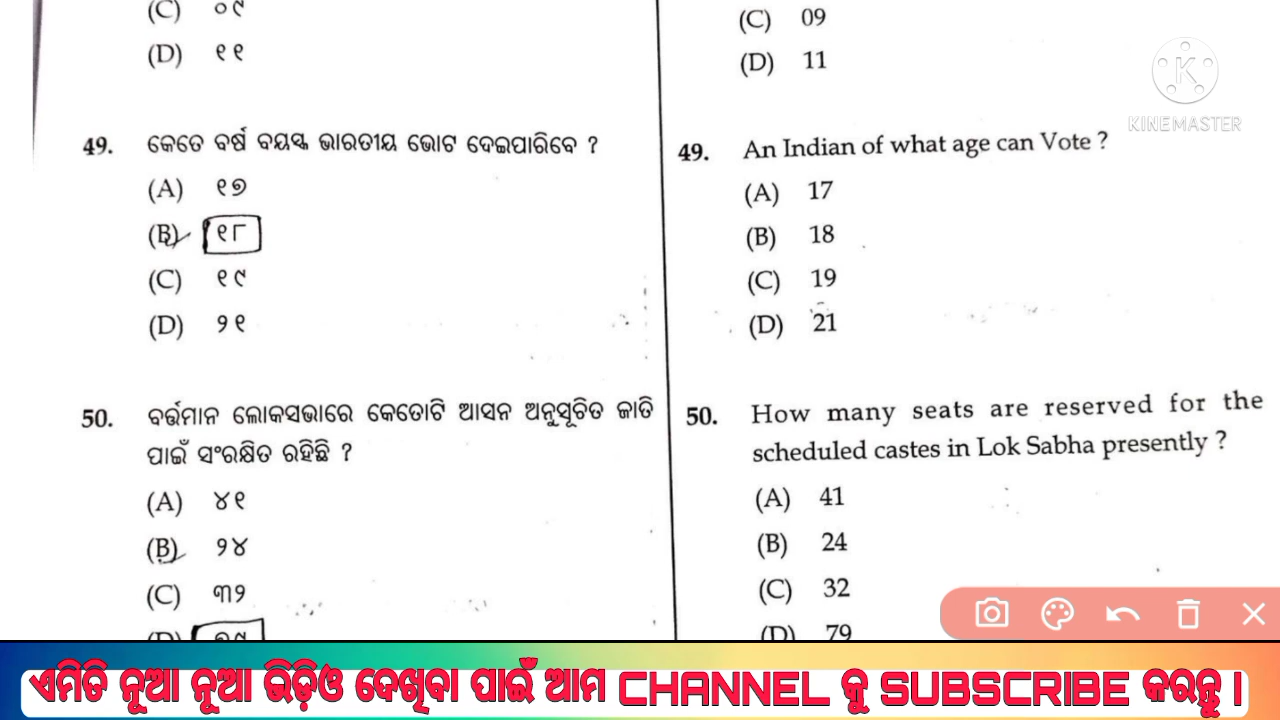 (C) ୦୯
(D) ୧୧
49. କେତେ ବର୍ଷ ବୟସ୍କ ଭାରତୀୟ ଭୋଟ ଦେଇପାରିବେ ?
(A) ୧୭
(B) ୧୮
(C) ୧୯
(D) ୨୧
50. ବର୍ତ୍ତମାନ ଲୋକସଭାରେ କେତୋଟି ଆସନ ଅନୁସୂଚିତ ଜାତି
ପାଇଁ ସଂରକ୍ଷିତ ରହିଛି ?
(A) ୪୧
(B) ୨୪
(C) ୩୨
(D) ୭୯
(C) 09
(D) 11
49. An Indian of what age can Vote ?
(A) 17
(B) 18
(C) 19
(D) 21
50. How many seats are reserved for the
scheduled castes in Lok Sabha presently ?
(A) 41
(B) 24
(C) 32
(D) 79
K
KINEMASTER
ଏମିତି ନୂଆ ନୂଆ ଭିଡ଼ିଓ ଦେଖିବା ପାଇଁ ଆମ CHANNEL କୁ SUBSCRIBE କରନ୍ତୁ ।